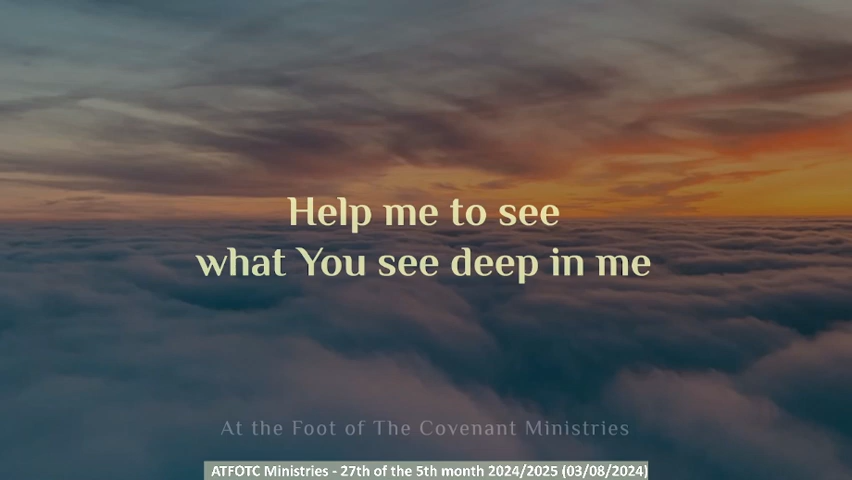 Help me to see
what You see deep in me
At the Foot of The Covenant Ministries
ATFOTC Ministries - 27th of the 5th month 2024/2025 (03/08/2024)